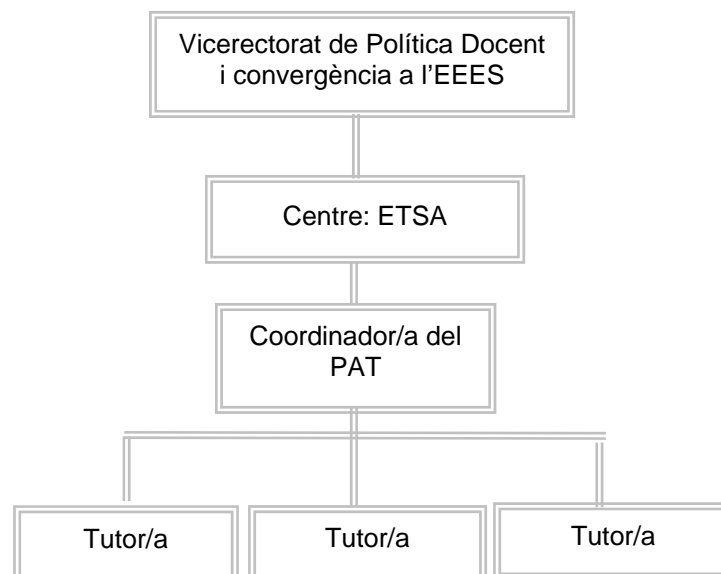 Vicerectorat de Política Docent
i convergència a l’EEES
Centre: ETSA
Coordinador/a del
PAT
Tutor/a
Tutor/a
Tutor/a